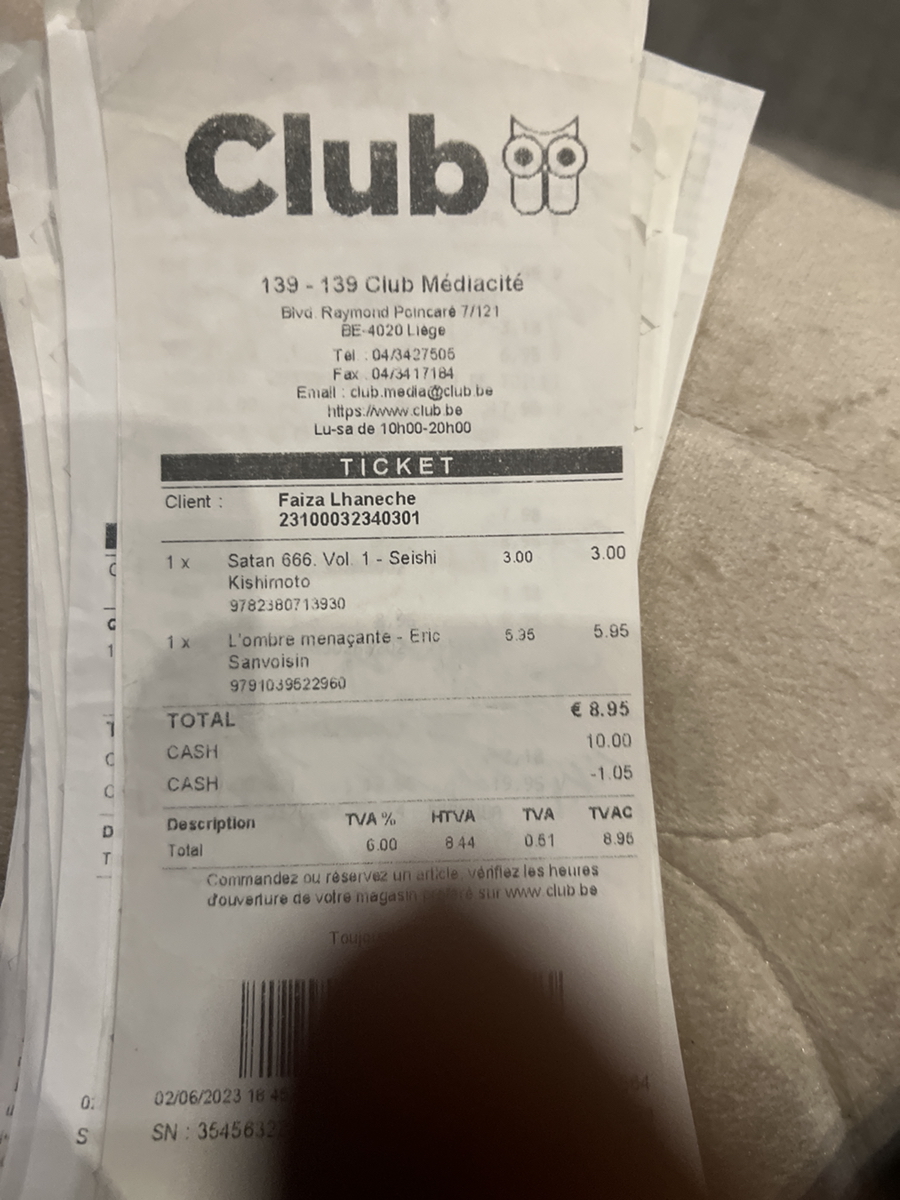 Club
139 - 139 Club Médiacité
Blvd. Raymond Poincaré 7/121
BE-4020 Liège
Tél. : 04/3427505
Fax : 04/3417184
Email : club.media@club.be
https://www.club.be
Lu-sa de 10h00-20h00
TICKET
Client : Faiza Lhaneche
23100032340301
1 x Satan 666. Vol. 1 - Seishi 3.00 3.00
Kishimoto
9782380713930
1 x L'ombre menaçante - Eric 5.95 5.95
Sanvoisin
9791039522960
TOTAL € 8.95
CASH 10.00
CASH -1.05
Description TVA % HTVA TVA TVAC
Total 6.00 8.44 0.51 8.95
Commandez ou réservez un article, vérifiez les heures
d'ouverture de votre magasin préféré sur www.club.be
02/06/2023 18
SN :